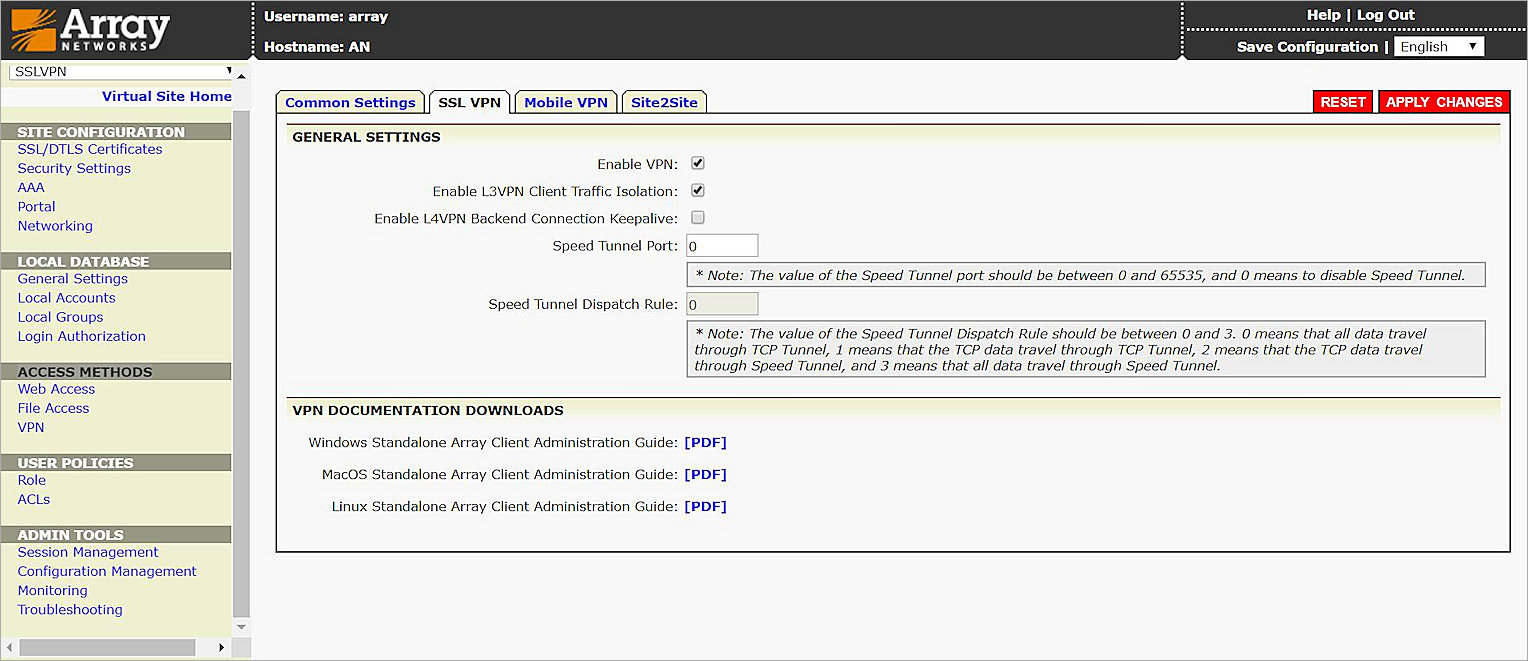 Array
NETWORKS
Username: array
Hostname: AN
Help | Log Out
Save Configuration | English
SSLVPN
Virtual Site Home
SITE CONFIGURATION
SSL/DTLS Certificates
Security Settings
AAA
Portal
Networking
LOCAL DATABASE
General Settings
Local Accounts
Local Groups
Login Authorization
ACCESS METHODS
Web Access
File Access
VPN
USER POLICIES
Role
ACLs
ADMIN TOOLS
Session Management
Configuration Management
Monitoring
Troubleshooting
Common Settings SSL VPN Mobile VPN Site2Site
RESET APPLY CHANGES
GENERAL SETTINGS
Enable VPN:
Enable L3VPN Client Traffic Isolation:
Enable L4VPN Backend Connection Keepalive:
Speed Tunnel Port: 0
* Note: The value of the Speed Tunnel port should be between 0 and 65535, and 0 means to disable Speed Tunnel.
Speed Tunnel Dispatch Rule: 0
* Note: The value of the Speed Tunnel Dispatch Rule should be between 0 and 3. 0 means that all data travel
through TCP Tunnel, 1 means that the TCP data travel through TCP Tunnel, 2 means that the TCP data travel
through Speed Tunnel, and 3 means that all data travel through Speed Tunnel.
VPN DOCUMENTATION DOWNLOADS
Windows Standalone Array Client Administration Guide: [PDF]
MacOS Standalone Array Client Administration Guide: [PDF]
Linux Standalone Array Client Administration Guide: [PDF]